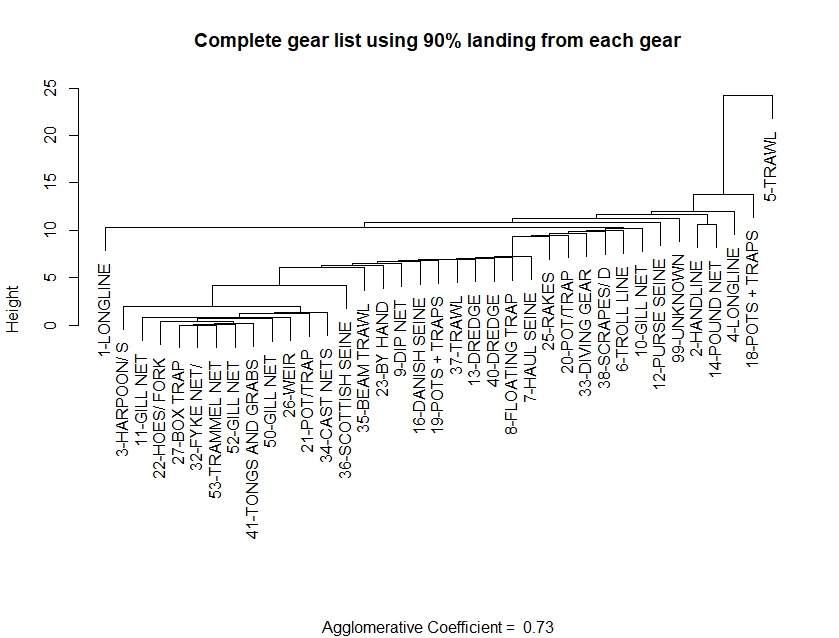 Complete gear list using 90% landing from each gear
Height
25
20
15
10
5
0
1-LONGLINE
3-HARPOON/ S
11-GILL NET
22-HOES/ FORK
27-BOX TRAP
32-FYKE NET/
53-TRAMMEL NET
52-GILL NET
41-TONGS AND GRABS
50-GILL NET
26-WEIR
21-POT/TRAP
34-CAST NETS
36-SCOTTISH SEINE
35-BEAM TRAWL
23-BY HAND
9-DIP NET
16-DANISH SEINE
19-POTS + TRAPS
37-TRAWL
13-DREDGE
40-DREDGE
8-FLOATING TRAP
7-HAUL SEINE
25-RAKES
20-POT/TRAP
33-DIVING GEAR
38-SCRAPES/ D
6-TROLL LINE
10-GILL NET
12-PURSE SEINE
99-UNKNOWN
2-HANDLINE
14-POUND NET
4-LONGLINE
18-POTS + TRAPS
5-TRAWL
Agglomerative Coefficient = 0.73